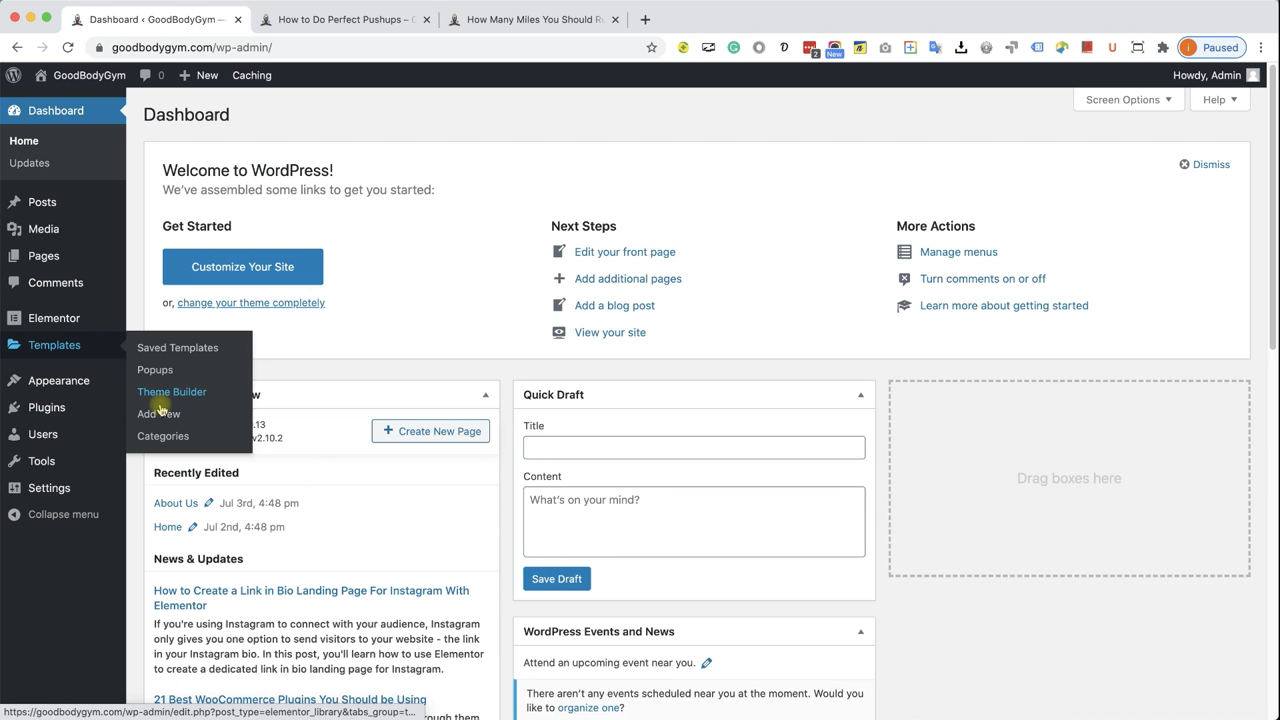 Dashboard ‹ GoodBodyGym —
How to Do Perfect Pushups – G
How Many Miles You Should Ru
goodbodygym.com/wp-admin/
2
New
Paused
GoodBodyGym
0
New
Caching
Howdy, Admin
Dashboard
Home
Updates
Posts
Media
Pages
Comments
Elementor
Templates
Appearance
Plugins
Users
Tools
Settings
Collapse menu
Saved Templates
Popups
Theme Builder
Add New
Categories
Dashboard
Screen Options
Help
Welcome to WordPress!
We've assembled some links to get you started:
Dismiss
Get Started
Customize Your Site
or, change your theme completely
Next Steps
Edit your front page
Add additional pages
Add a blog post
View your site
More Actions
Manage menus
Turn comments on or off
Learn more about getting started
w
.13
v2.10.2
Create New Page
Recently Edited
About Us Jul 3rd, 4:48 pm
Home Jul 2nd, 4:48 pm
News & Updates
How to Create a Link in Bio Landing Page For Instagram With
Elementor
If you're using Instagram to connect with your audience, Instagram
only gives you one option to send visitors to your website - the link
in your Instagram bio. In this post, you'll learn how to use Elementor
to create a dedicated link in bio landing page for Instagram.
21 Best WooCommerce Plugins You Should be Using
rough them
Quick Draft
Title
Content
What's on your mind?
Save Draft
WordPress Events and News
Attend an upcoming event near you.
There aren't any events scheduled near you at the moment. Would you
like to organize one?
Drag boxes here
https://goodbodygym.com/wp-admin/edit.php?post_type=elementor_library&tabs_group=t...